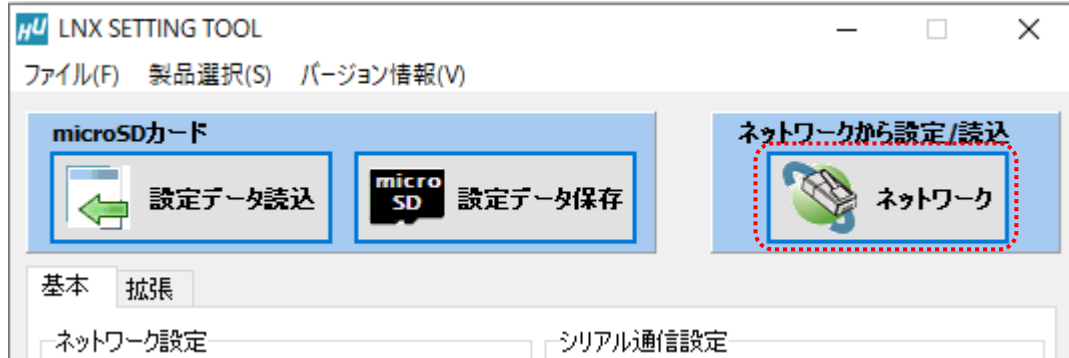 HU LNX SETTING TOOL
ファイル(F) 製品選択(S) バージョン情報(V)
microSDカード
設定データ読込
micro
SD
設定データ保存
ネットワークから設定/読込
ネットワーク
基本 拡張
ネットワーク設定
シリアル通信設定